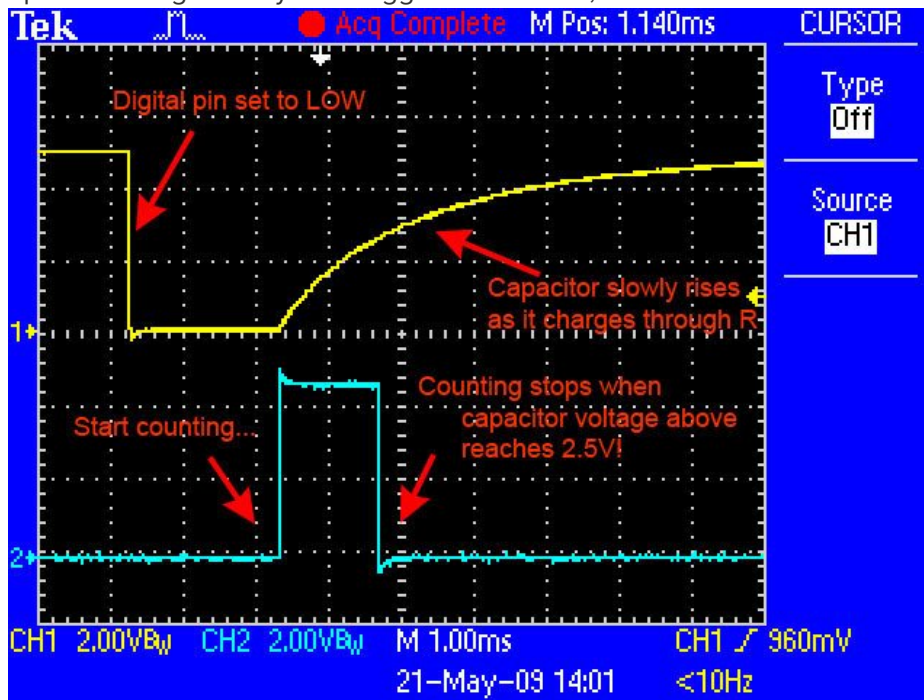 Tek
Acq Complete
M Pos: 1.140ms
CURSOR
Type
Off
Source
CH1
Digital pin set to LOW
Capacitor slowly rises
as it charges through R
1
Start counting...
Counting stops when
capacitor voltage above
reaches 2.5V!
2
CH1 2.00VBW
CH2 2.00VBW
M 1.00ms
CH1 960mV
21-May-09 14:01
<10Hz